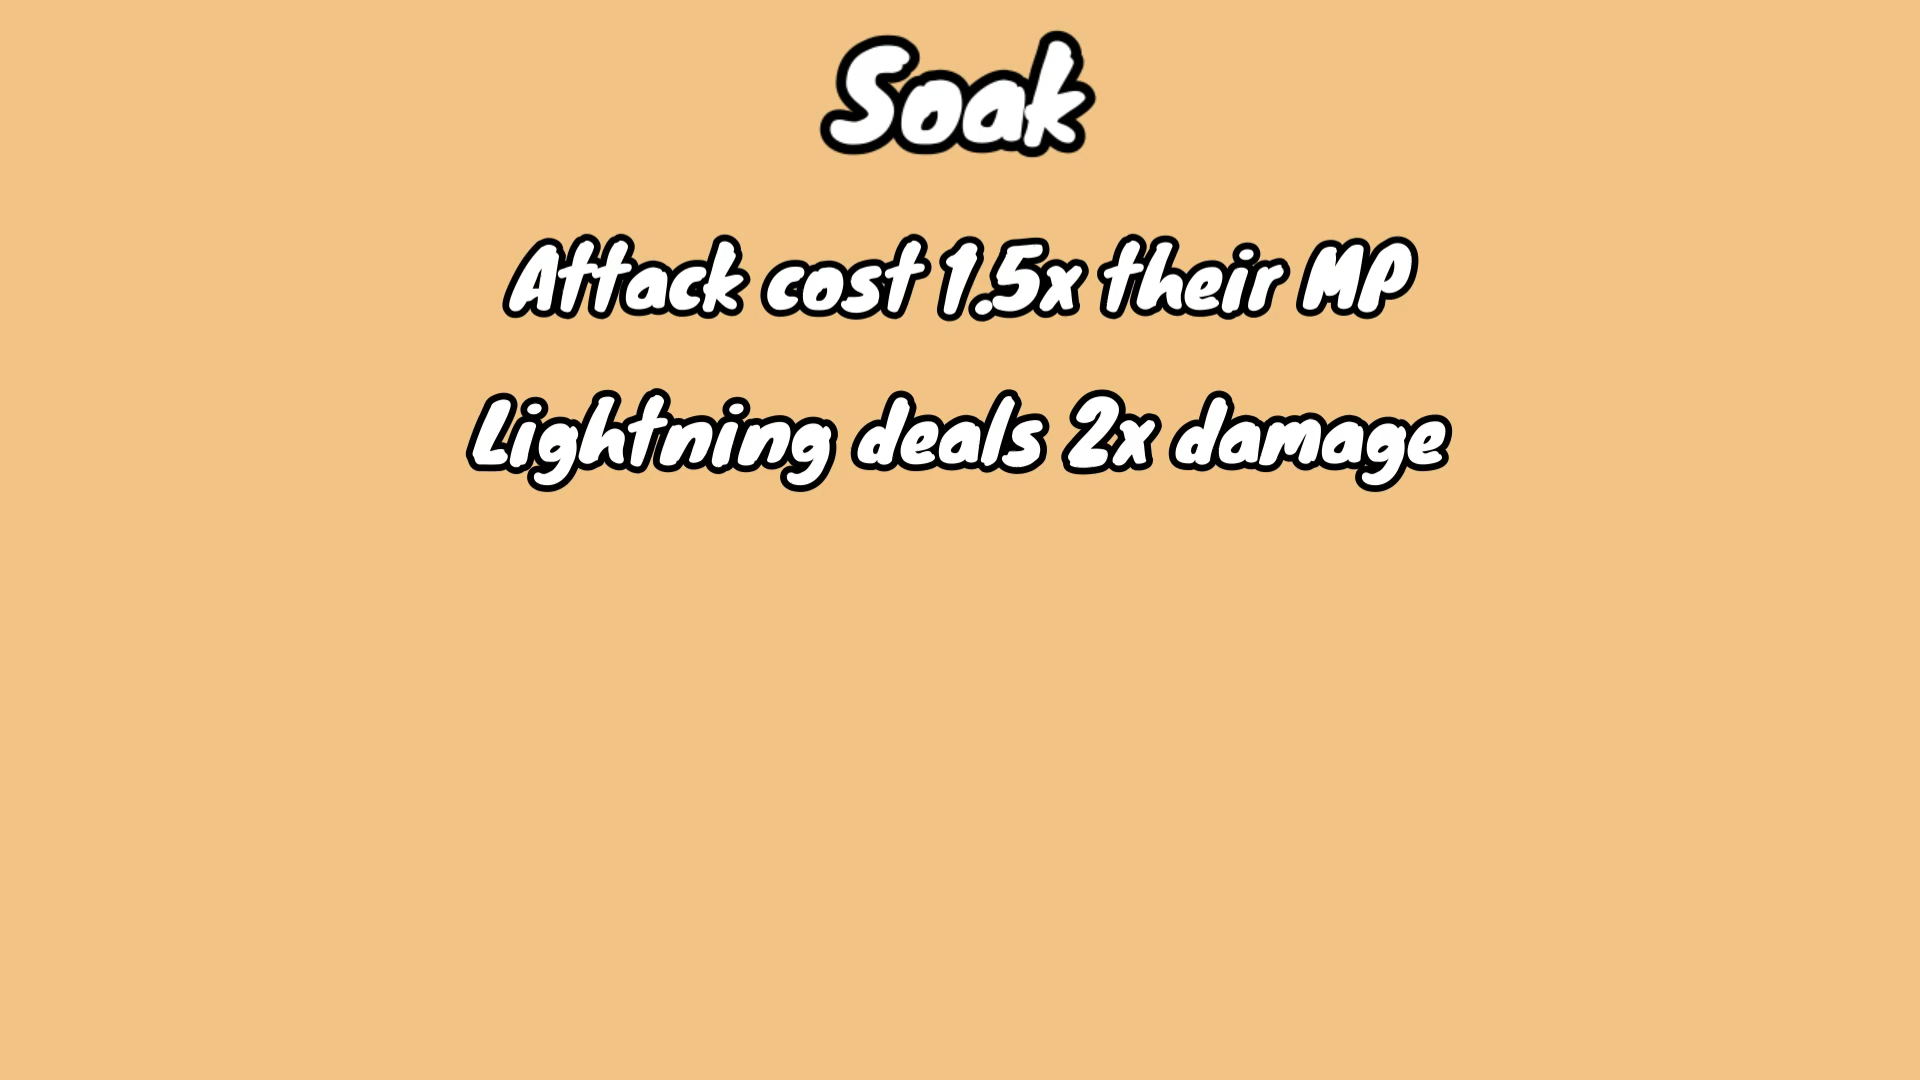 Soak
Attack cost 1.5x their MP
Lightning deals 2x damage